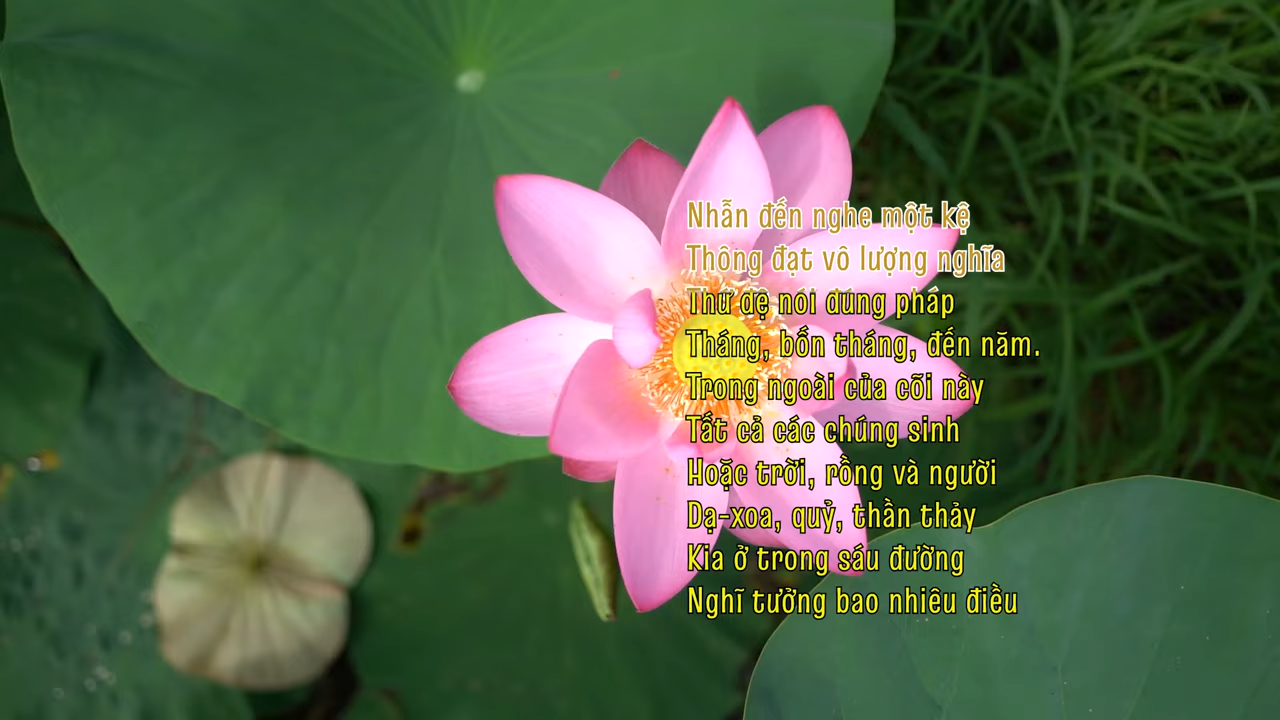 Nhẫn đến nghe một kệ
Thông đạt vô lượng nghĩa
Thứ đệ nói đúng pháp
Tháng, bốn tháng, đến năm.
Trong ngoài của cõi này
Tất cả các chúng sinh
Hoặc trời, rồng và người
Dạ-xoa, quỷ, thần thảy
Kia ở trong sáu đường
Nghĩ tưởng bao nhiêu điều